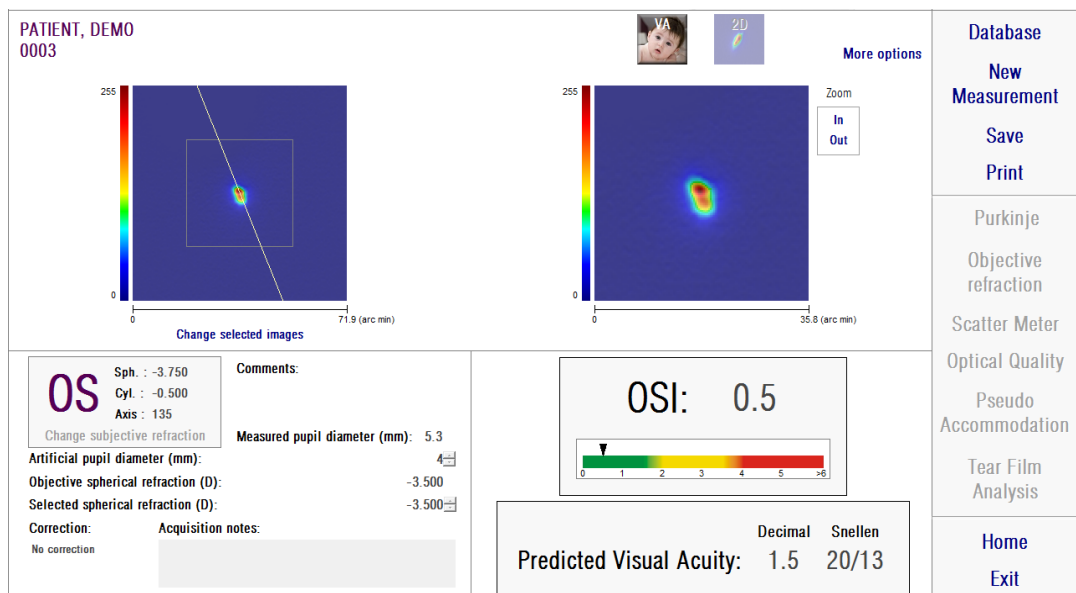 PATIENT, DEMO
0003
VA
2D
More options
255
0
0
71.9 (arc min)
Change selected images
255
0
0
35.8 (arc min)
Zoom
In
Out
OS
Sph. : -3.750
Cyl. : -0.500
Axis : 135
Change subjective refraction
Comments:
Measured pupil diameter (mm): 5.3
Artificial pupil diameter (mm): 4
Objective spherical refraction (D): -3.500
Selected spherical refraction (D): -3.500
Correction:
No correction
Acquisition notes:
OSI: 0.5
0 1 2 3 4 5 >6
Decimal Snellen
Predicted Visual Acuity: 1.5 20/13
Database
New
Measurement
Save
Print
Purkinje
Objective
refraction
Scatter Meter
Optical Quality
Pseudo
Accommodation
Tear Film
Analysis
Home
Exit